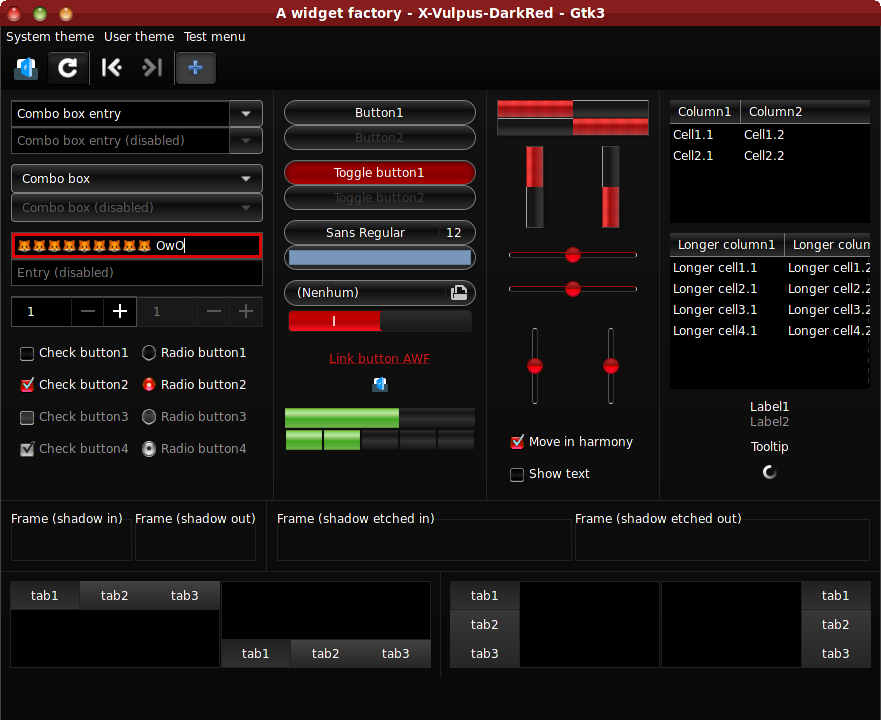 A widget factory - X-Vulpus-DarkRed - Gtk3
System theme User theme Test menu
Combo box entry
Combo box entry (disabled)
Combo box
Combo box (disabled)
🦊🦊🦊🦊🦊🦊🦊🦊🦊 OwO
Entry (disabled)
1 1
Check button1 Radio button1
Check button2 Radio button2
Check button3 Radio button3
Check button4 Radio button4
Button1
Button2
Toggle button1
Toggle button2
Sans Regular 12
(Nenhum)
Link button AWF
Move in harmony
Show text
Column1 Column2
Cell1.1 Cell1.2
Cell2.1 Cell2.2
Longer column1 Longer colum
Longer cell1.1 Longer cell1.2
Longer cell2.1 Longer cell2.2
Longer cell3.1 Longer cell3.2
Longer cell4.1 Longer cell4.2
Label1
Label2
Tooltip
Frame (shadow in) Frame (shadow out) Frame (shadow etched in) Frame (shadow etched out)
tab1 tab2 tab3
tab1 tab2 tab3
tab1
tab2
tab3
tab1
tab2
tab3